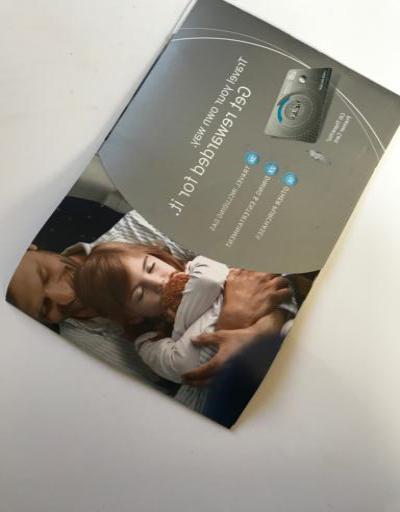 Travel your own way.
Get rewarded for it.
TRAVEL, INCLUDING GAS
DINING & ENTERTAINMENT
OTHER PURCHASES